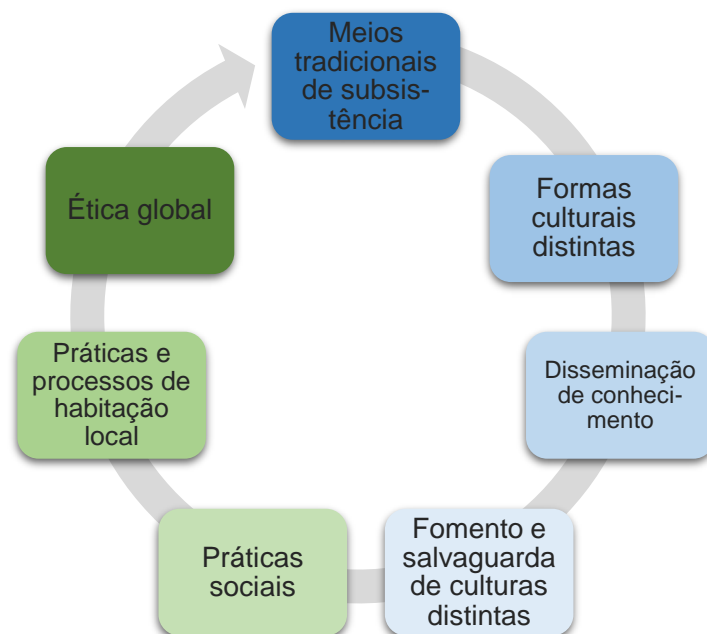 Meios
tradicionais
de subsis-
tência
Formas
culturais
distintas
Disseminação
de conheci-
mento
Fomento e
salvaguarda
de culturas
distintas
Práticas
sociais
Práticas e
processos de
habitação
local
Ética global